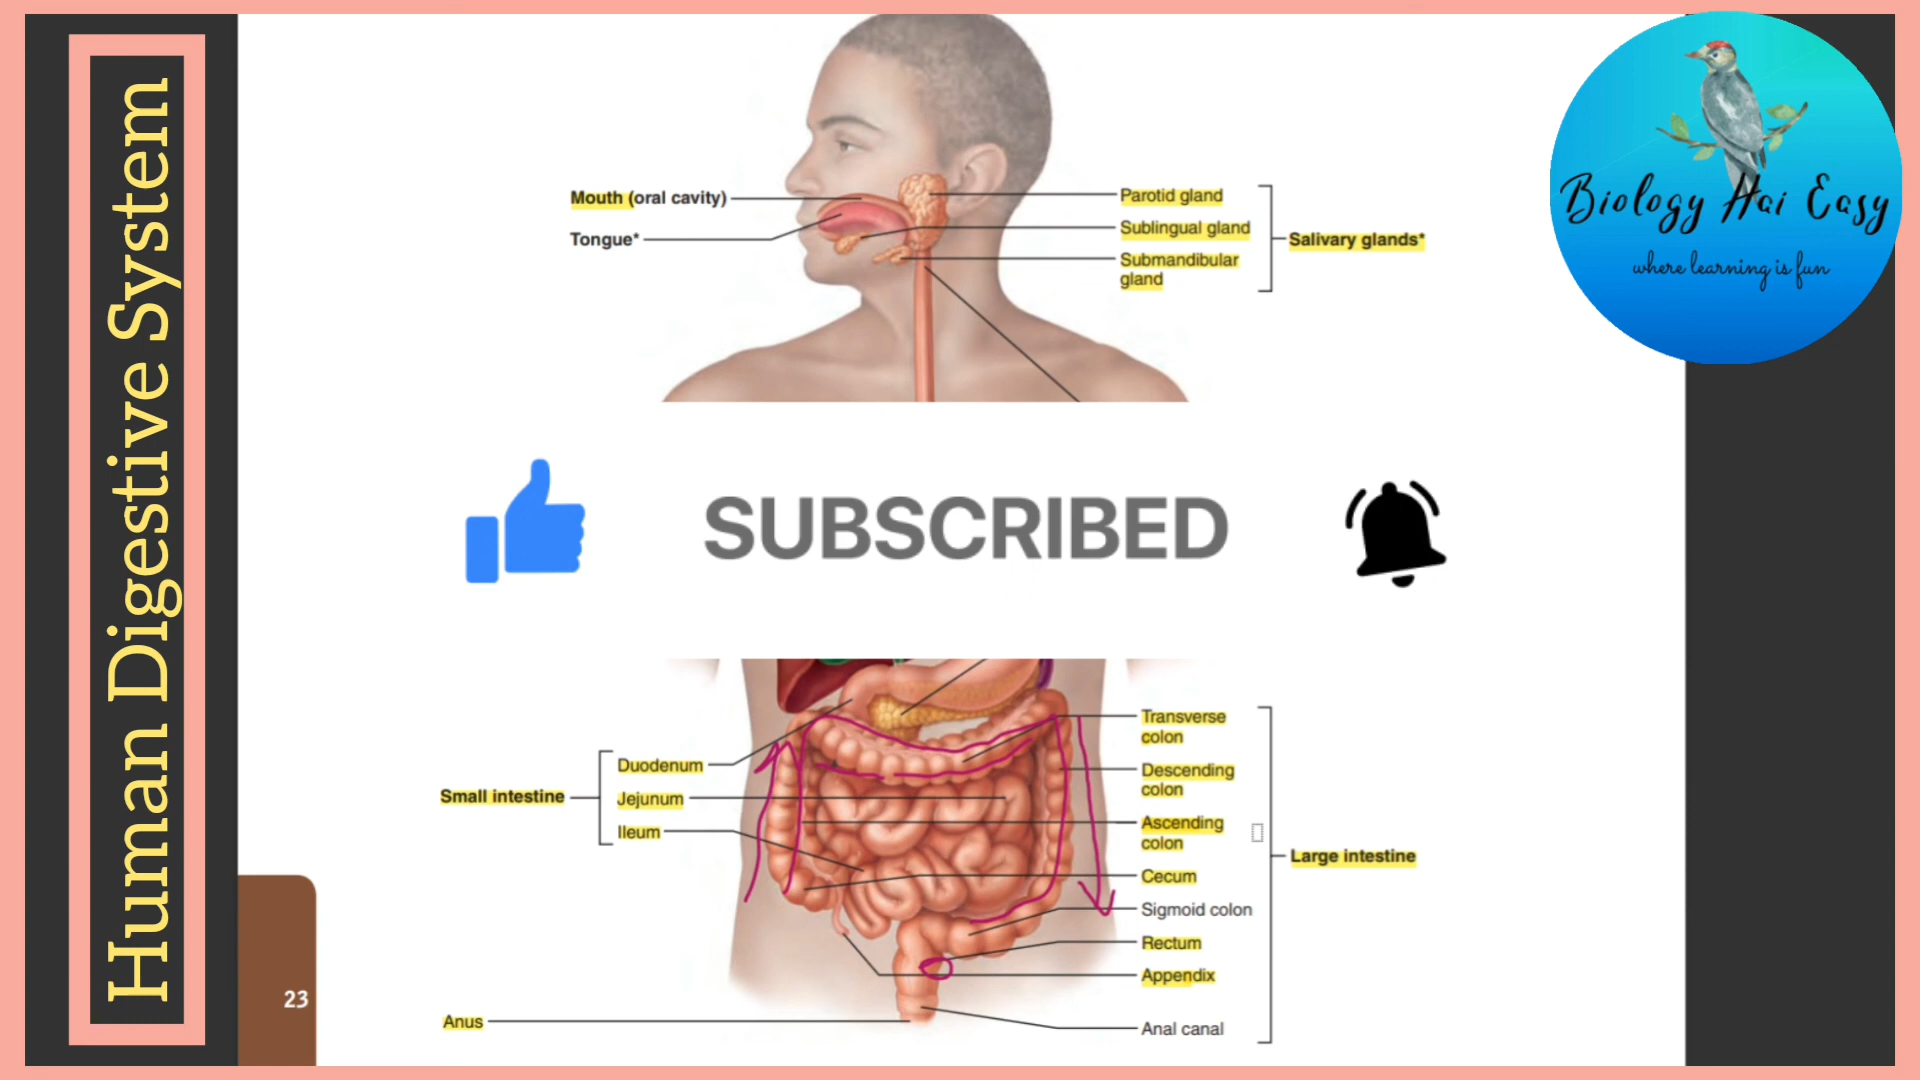 Human Digestive System
Biology Hai Easy
where learning is fun
Mouth (oral cavity)
Tongue*
Parotid gland
Sublingual gland
Submandibular
gland
Salivary glands*
SUBSCRIBED
Small intestine
Duodenum
Jejunum
Ileum
Anus
Transverse
colon
Descending
colon
Ascending
colon
Cecum
Sigmoid colon
Rectum
Appendix
Anal canal
Large intestine
23